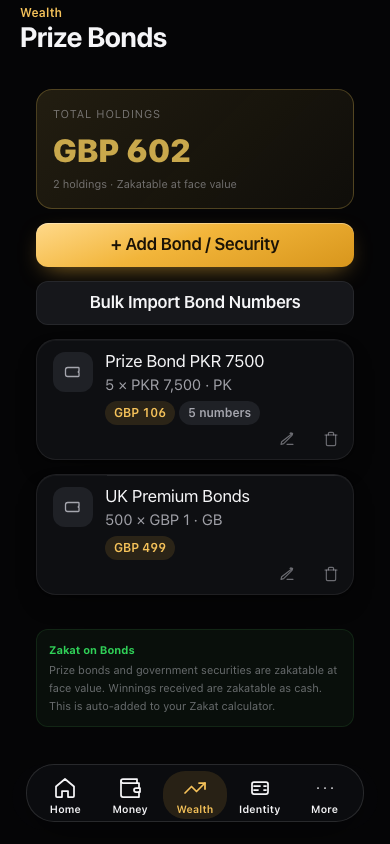 Wealth
Prize Bonds
TOTAL HOLDINGS
GBP 602
2 holdings · Zakatable at face value
+ Add Bond / Security
Bulk Import Bond Numbers
Prize Bond PKR 7500
5 × PKR 7,500 · PK
GBP 106 5 numbers
UK Premium Bonds
500 × GBP 1 · GB
GBP 499
Zakat on Bonds
Prize bonds and government securities are zakatable at
face value. Winnings received are zakatable as cash.
This is auto-added to your Zakat calculator.
Home Money Wealth Identity More